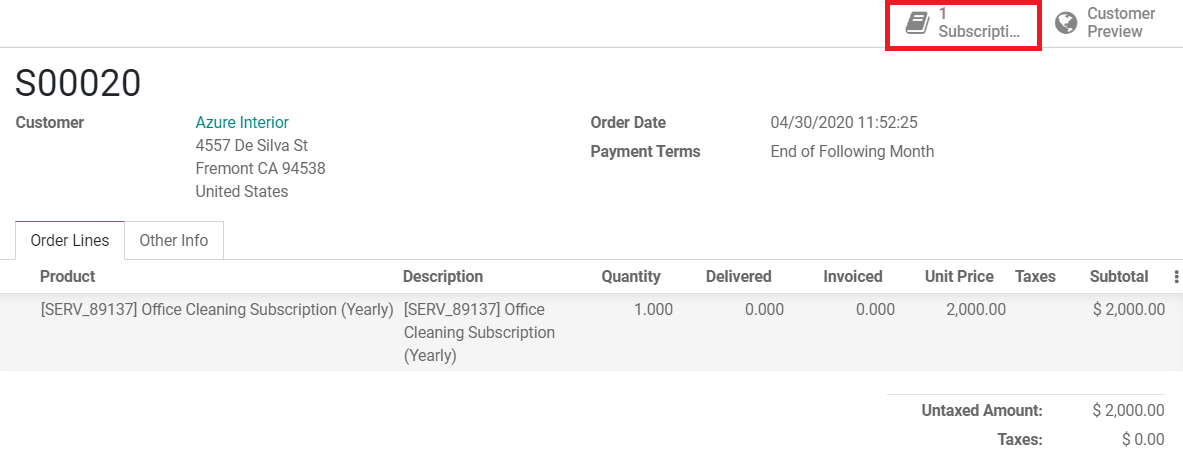 1
Subscripti...
Customer
Preview
S00020
Customer
Azure Interior
4557 De Silva St
Fremont CA 94538
United States
Order Date
04/30/2020 11:52:25
Payment Terms
End of Following Month
Order Lines
Other Info
Product Description Quantity Delivered Invoiced Unit Price Taxes Subtotal
[SERV_89137] Office Cleaning Subscription (Yearly) [SERV_89137] Office 1.000 0.000 0.000 2,000.00 $ 2,000.00
Cleaning Subscription
(Yearly)
Untaxed Amount: $ 2,000.00
Taxes: $ 0.00